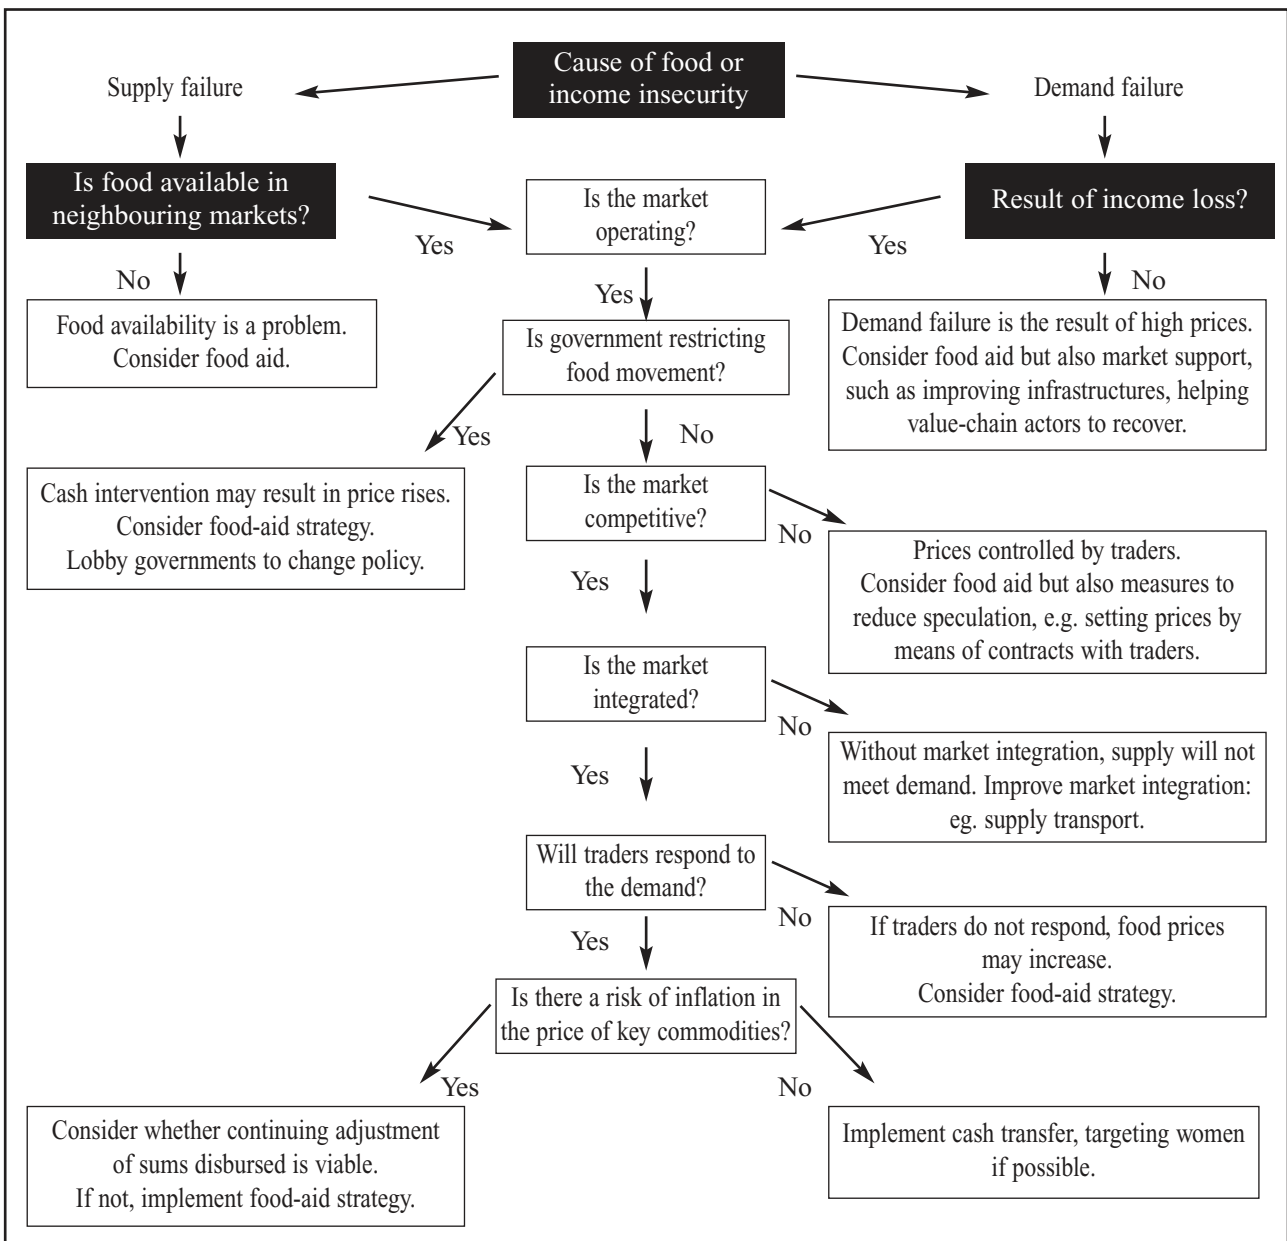 Cause of food or
income insecurity
Supply failure
Demand failure
Is food available in
neighbouring markets?
Is the market
operating?
Result of income loss?
Yes
Yes
No
Yes
No
Food availability is a problem.
Consider food aid.
Is government restricting
food movement?
Demand failure is the result of high prices.
Consider food aid but also market support,
such as improving infrastructures, helping
value-chain actors to recover.
Yes
No
Cash intervention may result in price rises.
Consider food-aid strategy.
Lobby governments to change policy.
Is the market
competitive?
No
Yes
Prices controlled by traders.
Consider food aid but also measures to
reduce speculation, e.g. setting prices by
means of contracts with traders.
Is the market
integrated?
No
Yes
Without market integration, supply will not
meet demand. Improve market integration:
eg. supply transport.
Will traders respond to
the demand?
No
Yes
If traders do not respond, food prices
may increase.
Consider food-aid strategy.
Is there a risk of inflation in
the price of key commodities?
Yes
No
Consider whether continuing adjustment
of sums disbursed is viable.
If not, implement food-aid strategy.
Implement cash transfer, targeting women
if possible.